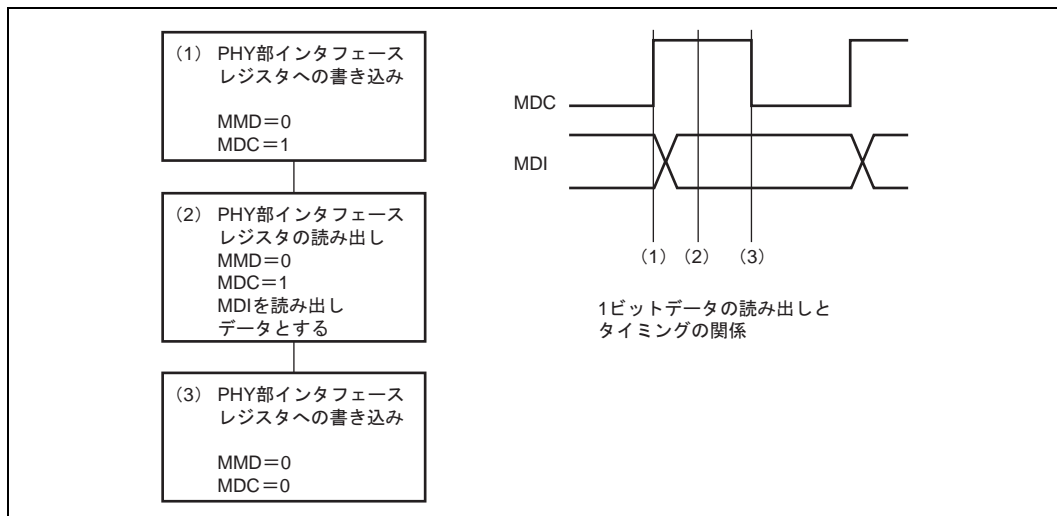 （1） PHY部インタフェース
レジスタへの書き込み
MMD＝0
MDC＝1
（2） PHY部インタフェース
レジスタの読み出し
MMD＝0
MDC＝1
MDIを読み出し
データとする
（3） PHY部インタフェース
レジスタへの書き込み
MMD＝0
MDC＝0
MDC
MDI
（1） （2） （3）
1ビットデータの読み出しと
タイミングの関係